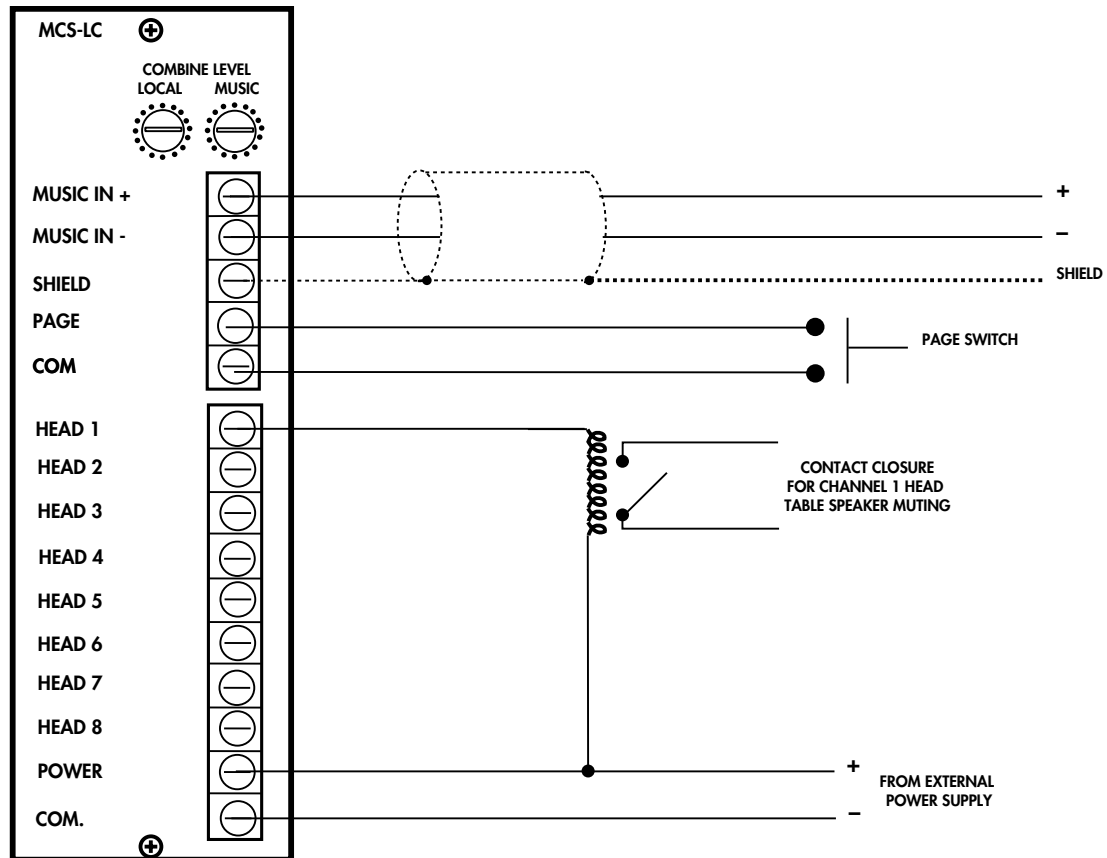 MCS-LC
COMBINE LEVEL
LOCAL MUSIC
MUSIC IN +
MUSIC IN -
SHIELD
PAGE
COM
+
–
SHIELD
PAGE SWITCH
HEAD 1
HEAD 2
HEAD 3
HEAD 4
HEAD 5
HEAD 6
HEAD 7
HEAD 8
POWER
COM.
CONTACT CLOSURE
FOR CHANNEL 1 HEAD
TABLE SPEAKER MUTING
+
–
FROM EXTERNAL
POWER SUPPLY